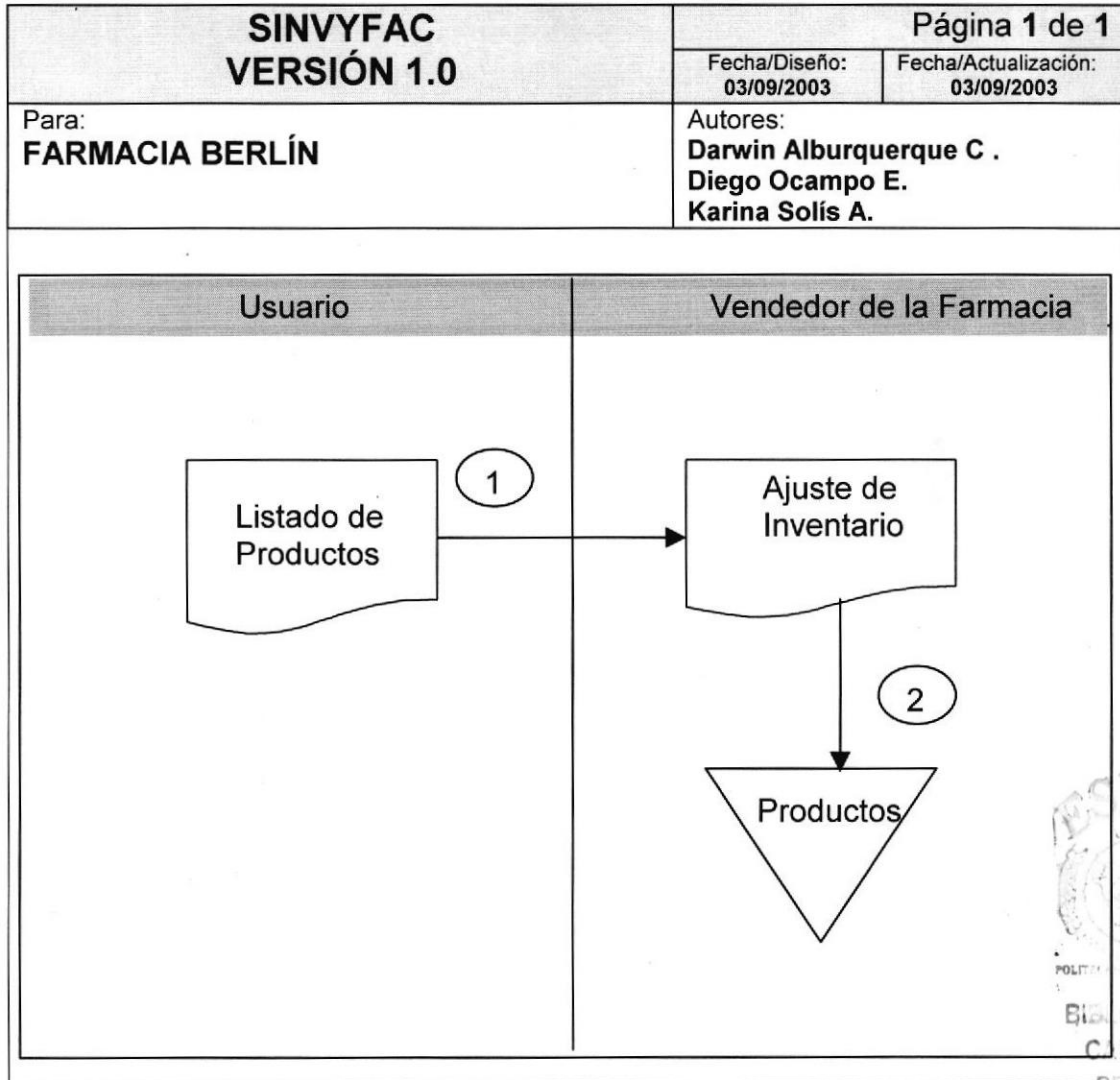 SINVYFAC
VERSIÓN 1.0
Página 1 de 1
Fecha/Diseño:
03/09/2003
Fecha/Actualización:
03/09/2003
Para:
FARMACIA BERLÍN
Autores:
Darwin Alburquerque C .
Diego Ocampo E.
Karina Solís A.
Usuario
Vendedor de la Farmacia
Listado de
Productos
1
Ajuste de
Inventario
2
Productos